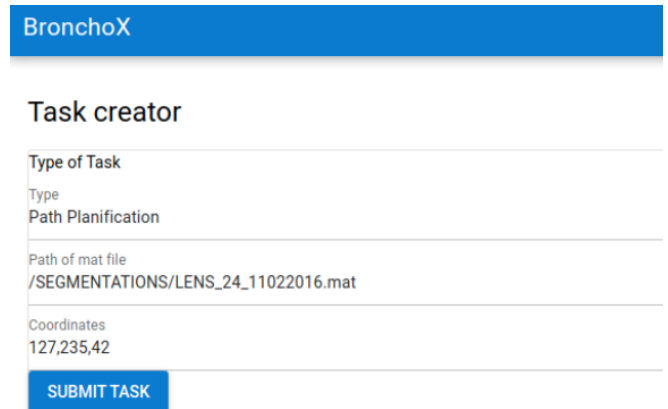 BronchoX
Task creator
Type of Task
Type
Path Planification
Path of mat file
/SEGMENTATIONS/LENS_24_11022016.mat
Coordinates
127,235,42
SUBMIT TASK